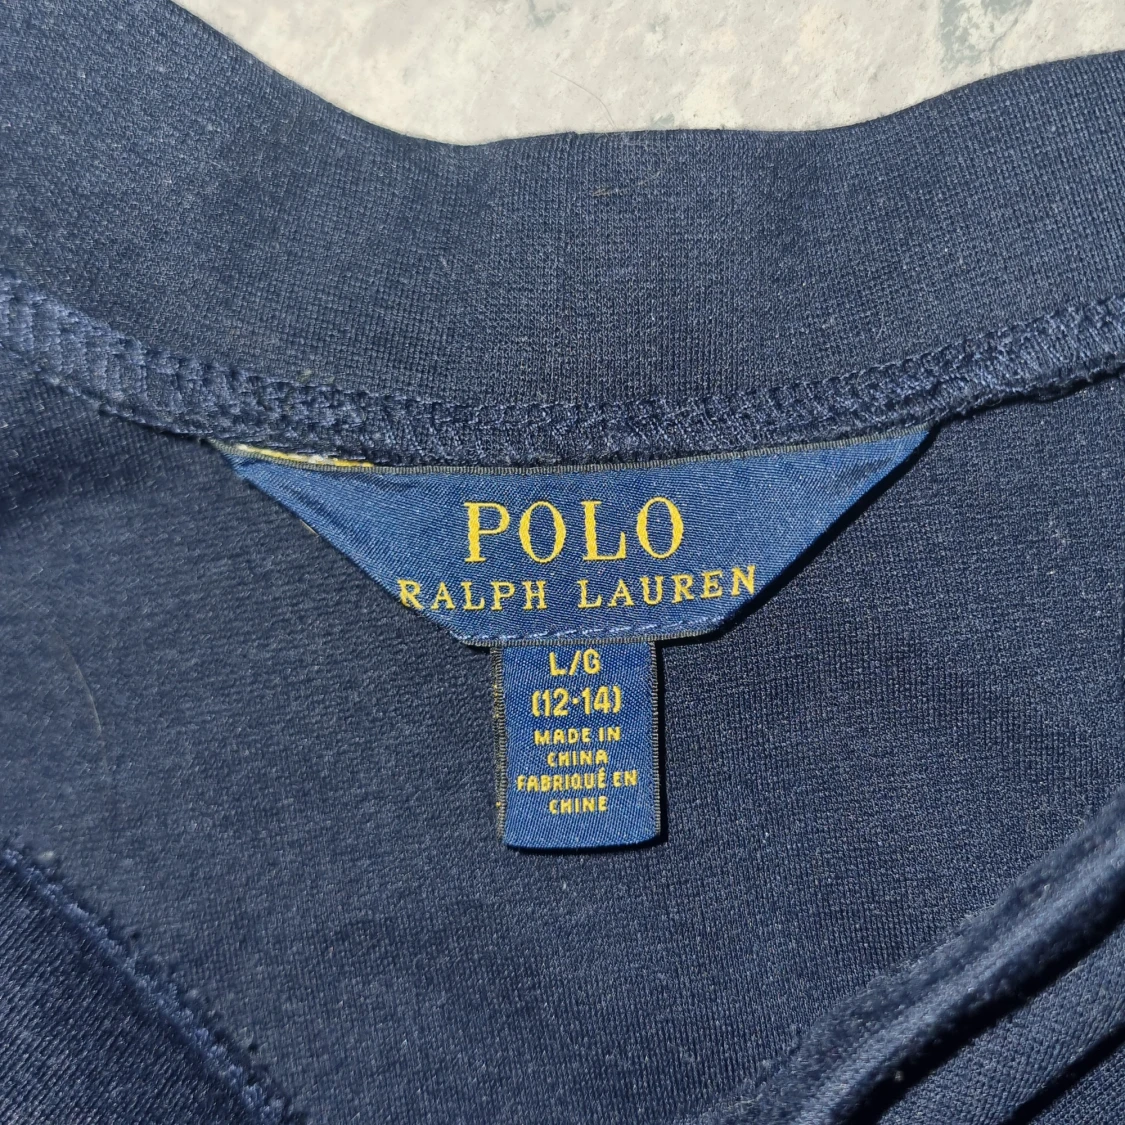 POLO
RALPH LAUREN
L/G
(12-14)
MADE IN
CHINA
FABRIQUÉ EN
CHINE